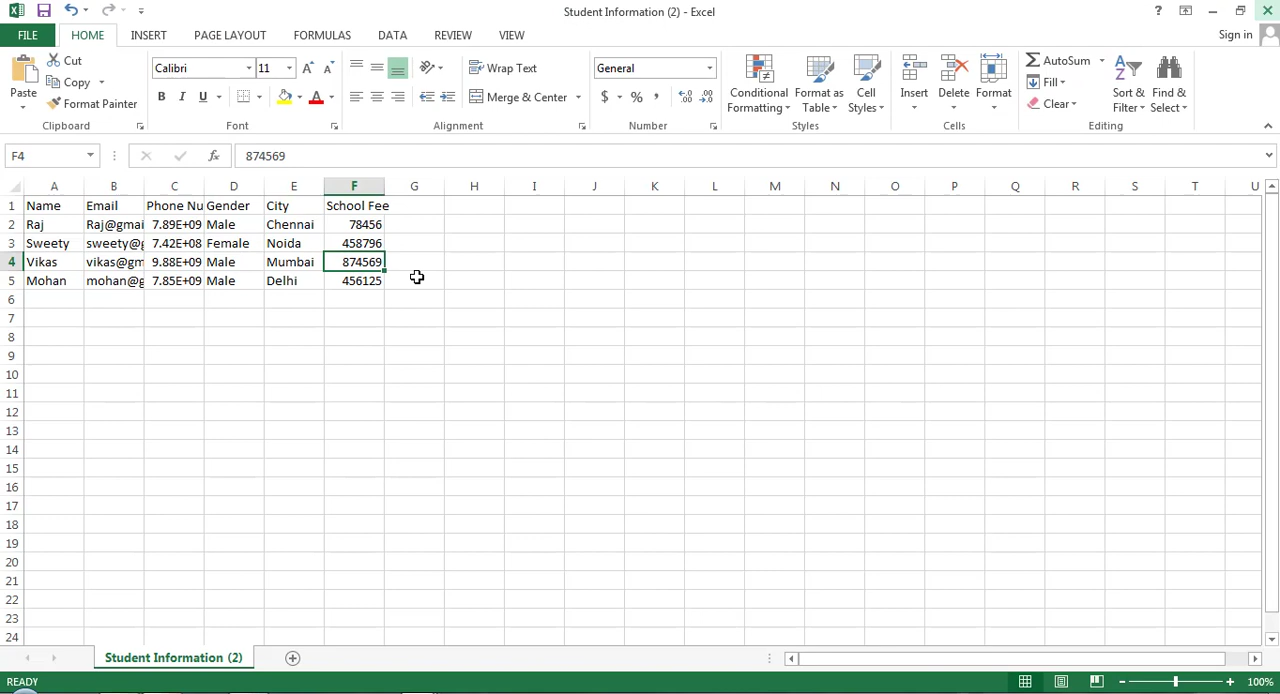 Student Information (2) - Excel
? Sign in
FILE HOME INSERT PAGE LAYOUT FORMULAS DATA REVIEW VIEW
Paste Cut Copy Format Painter
Clipboard
Calibri 11 A A
B I U A
Font
Wrap Text
Merge & Center
Alignment
General
$ % , .0 .00 .00 .0
Number
Conditional Formatting Format as Table Cell Styles
Styles
Insert Delete Format
Cells
AutoSum Fill Clear Sort & Filter Find & Select
Editing
F4 fx 874569
A B C D E F G H I J K L M N O P Q R S T U
1 Name Email Phone Nu Gender City School Fee
2 Raj Raj@gmai 7.89E+09 Male Chennai 78456
3 Sweety sweety@g 7.42E+08 Female Noida 458796
4 Vikas vikas@gm 9.88E+09 Male Mumbai 874569
5 Mohan mohan@g 7.85E+09 Male Delhi 456125
6
7
8
9
10
11
12
13
14
15
16
17
18
19
20
21
22
23
24
Student Information (2)
READY 100%